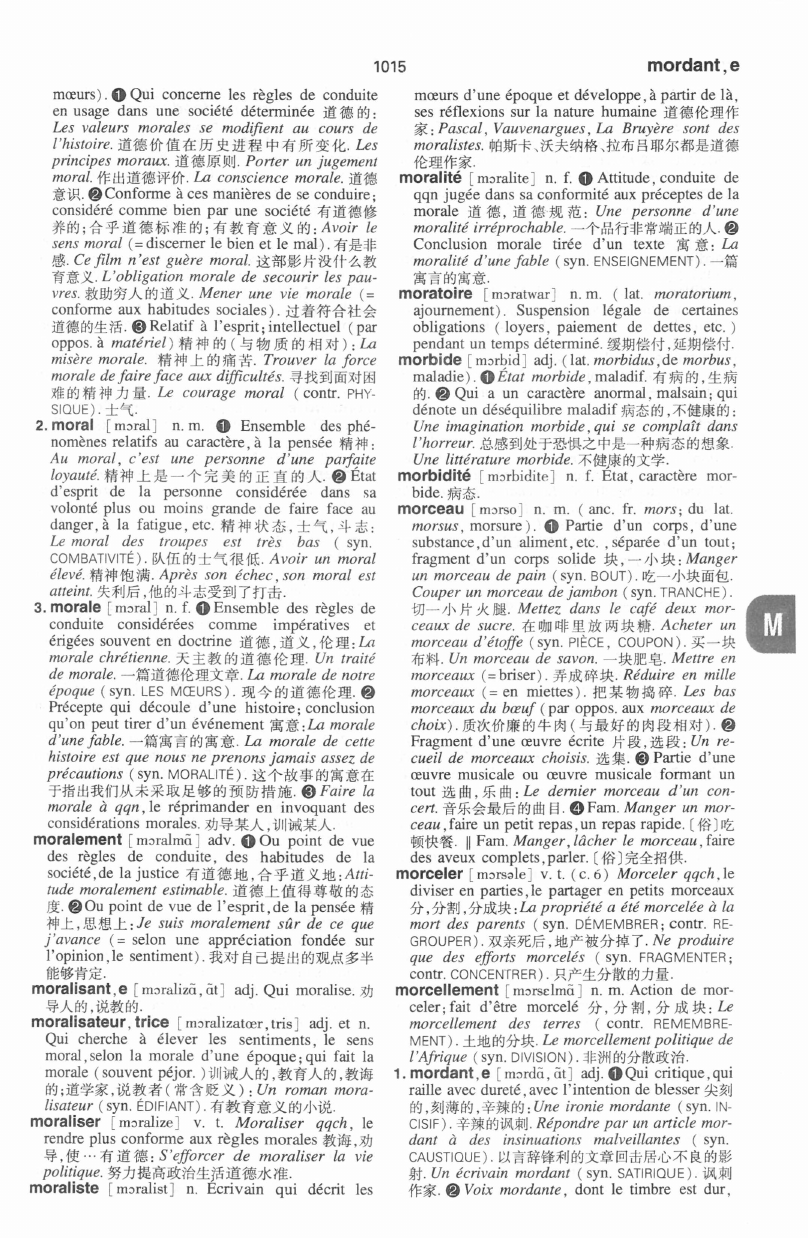 1015
mordant,e
mœurs). ❶ Qui concerne les règles de conduite
en usage dans une société déterminée 道德的:
Les valeurs morales se modifient au cours de
l'histoire. 道德价值在历史进程中有所变化. Les
principes moraux. 道德原则. Porter un jugement
moral. 作出道德评价. La conscience morale. 道德
意识. ❷ Conforme à ces manières de se conduire;
considéré comme bien par une société 有道德修
养的;合乎道德标准的;有教育意义的: Avoir le
sens moral (= discerner le bien et le mal). 有是非
感. Ce film n'est guère moral. 这部影片没什么教
育意义. L'obligation morale de secourir les pau-
vres. 救助穷人的道义. Mener une vie morale (=
conforme aux habitudes sociales). 过着符合社会
道德的生活. ❸ Relatif à l'esprit; intellectuel (par
oppos. à matériel) 精神的(与物质的相对): La
misère morale. 精神上的痛苦. Trouver la force
morale de faire face aux difficultés. 寻找到面对困
难的精神力量. Le courage moral (contr. PHY-
SIQUE). 士气.
2. moral [mɔral] n. m. ❶ Ensemble des phé-
nomènes relatifs au caractère, à la pensée 精神:
Au moral, c'est une personne d'une parfaite
loyauté. 精神上是一个完美的正直的人. ❷ État
d'esprit de la personne considérée dans sa
volonté plus ou moins grande de faire face au
danger, à la fatigue, etc. 精神状态,士气,斗志:
Le moral des troupes est très bas (syn.
COMBATIVITÉ). 队伍的士气很低. Avoir un moral
élevé. 精神饱满. Après son échec, son moral est
atteint. 失利后,他的斗志受到了打击.
3. morale [mɔral] n. f. ❶ Ensemble des règles de
conduite considérées comme impératives et
érigées souvent en doctrine 道德,道义,伦理: La
morale chrétienne. 天主教的道德伦理. Un traité
de morale. 一篇道德伦理文章. La morale de notre
époque (syn. LES MŒURS). 现今的道德伦理. ❷
Précepte qui découle d'une histoire; conclusion
qu'on peut tirer d'un événement 寓意: La morale
d'une fable. 一篇寓言的寓意. La morale de cette
histoire est que nous ne prenons jamais assez de
précautions (syn. MORALITÉ). 这个故事的寓意在
于指出我们从未采取足够的预防措施. ❸ Faire la
morale à qqn, le réprimander en invoquant des
considérations morales. 劝导某人,训诫某人.
moralement [mɔralmɑ̃] adv. ❶ Ou point de vue
des règles de conduite, des habitudes de la
société, de la justice 有道德地,合乎道义地: Atti-
tude moralement estimable. 道德上值得尊敬的态
度. ❷ Ou point de vue de l'esprit, de la pensée 精
神上,思想上: Je suis moralement sûr de ce que
j'avance (= selon une appréciation fondée sur
l'opinion, le sentiment). 我对自己提出的观点多半
能够肯定.
moralisant,e [mɔralizɑ̃, ɑ̃t] adj. Qui moralise. 劝
导人的,说教的.
moralisateur, trice [mɔralizatœr, tris] adj. et n.
Qui cherche à élever les sentiments, le sens
moral, selon la morale d'une époque; qui fait la
morale (souvent péjor.) 训诫人的,教育人的,教诲
的;道学家,说教者(常含贬义): Un roman mora-
lisateur (syn. ÉDIFIANT). 有教育意义的小说.
moraliser [mɔralize] v. t. Moraliser qqch, le
rendre plus conforme aux règles morales 教诲,劝
导,使…有道德: S'efforcer de moraliser la vie
politique. 努力提高政治生活道德水准.
moraliste [mɔralist] n. Écrivain qui décrit les
mœurs d'une époque et développe, à partir de là,
ses réflexions sur la nature humaine 道德伦理作
家: Pascal, Vauvenargues, La Bruyère sont des
moralistes. 帕斯卡、沃夫纳格、拉布吕耶尔都是道德
伦理作家.
moralité [mɔralite] n. f. ❶ Attitude, conduite de
qqn jugée dans sa conformité aux préceptes de la
morale 道德,道德规范: Une personne d'une
moralité irréprochable. 一个品行非常端正的人. ❷
Conclusion morale tirée d'un texte 寓意: La
moralité d'une fable (syn. ENSEIGNEMENT). 一篇
寓言的寓意.
moratoire [mɔratwar] n. m. (lat. moratorium,
ajournement). Suspension légale de certaines
obligations (loyers, paiement de dettes, etc.)
pendant un temps déterminé. 缓期偿付,延期偿付.
morbide [mɔrbid] adj. (lat. morbidus, de morbus,
maladie). ❶ État morbide, maladif. 有病的,生病
的. ❷ Qui a un caractère anormal, malsain; qui
dénote un déséquilibre maladif 病态的,不健康的:
Une imagination morbide, qui se complaît dans
l'horreur. 总感到处于恐惧之中是一种病态的想象.
Une littérature morbide. 不健康的文学.
morbidité [mɔrbidite] n. f. État, caractère mor-
bide. 病态.
morceau [mɔrso] n. m. (anc. fr. mors; du lat.
morsus, morsure). ❶ Partie d'un corps, d'une
substance, d'un aliment, etc., séparée d'un tout;
fragment d'un corps solide 块,一小块: Manger
un morceau de pain (syn. BOUT). 吃一小块面包.
Couper un morceau de jambon (syn. TRANCHE).
切一小片火腿. Mettez dans le café deux mor-
ceaux de sucre. 在咖啡里放两块糖. Acheter un
morceau d'étoffe (syn. PIÈCE, COUPON). 买一块
布料. Un morceau de savon. 一块肥皂. Mettre en
morceaux (= briser). 弄成碎块. Réduire en mille
morceaux (= en miettes). 把某物捣碎. Les bas
morceaux du bœuf (par oppos. aux morceaux de
choix). 质次价廉的牛肉(与最好的肉段相对). ❷
Fragment d'une œuvre écrite 片段,选段: Un re-
cueil de morceaux choisis. 选集. ❸ Partie d'une
œuvre musicale ou œuvre musicale formant un
tout 选曲,乐曲: Le dernier morceau d'un con-
cert. 音乐会最后的曲目. ❹ Fam. Manger un mor-
ceau, faire un petit repas, un repas rapide. 〔俗〕吃
顿快餐. ‖ Fam. Manger, lâcher le morceau, faire
des aveux complets, parler. 〔俗〕完全招供.
morceler [mɔrsəle] v. t. (c. 6) Morceler qqch, le
diviser en parties, le partager en petits morceaux
分,分割,分成块: La propriété a été morcelée à la
mort des parents (syn. DÉMEMBRER; contr. RE-
GROUPER). 双亲死后,地产被分掉了. Ne produire
que des efforts morcelés (syn. FRAGMENTER;
contr. CONCENTRER). 只产生分散的力量.
morcellement [mɔrsɛlmɑ̃] n. m. Action de mor-
celer; fait d'être morcelé 分,分割,分成块: Le
morcellement des terres (contr. REMEMBRE-
MENT). 土地的分块. Le morcellement politique de
l'Afrique (syn. DIVISION). 非洲的分散政治.
1. mordant,e [mɔrdɑ̃, ɑ̃t] adj. ❶ Qui critique, qui
raille avec dureté, avec l'intention de blesser 尖刻
的,刻薄的,辛辣的: Une ironie mordante (syn. IN-
CISIF). 辛辣的讽刺. Répondre par un article mor-
dant à des insinuations malveillantes (syn.
CAUSTIQUE). 以言辞锋利的文章回击居心不良的影
射. Un écrivain mordant (syn. SATIRIQUE). 讽刺
作家. ❷ Voix mordante, dont le timbre est dur,
M